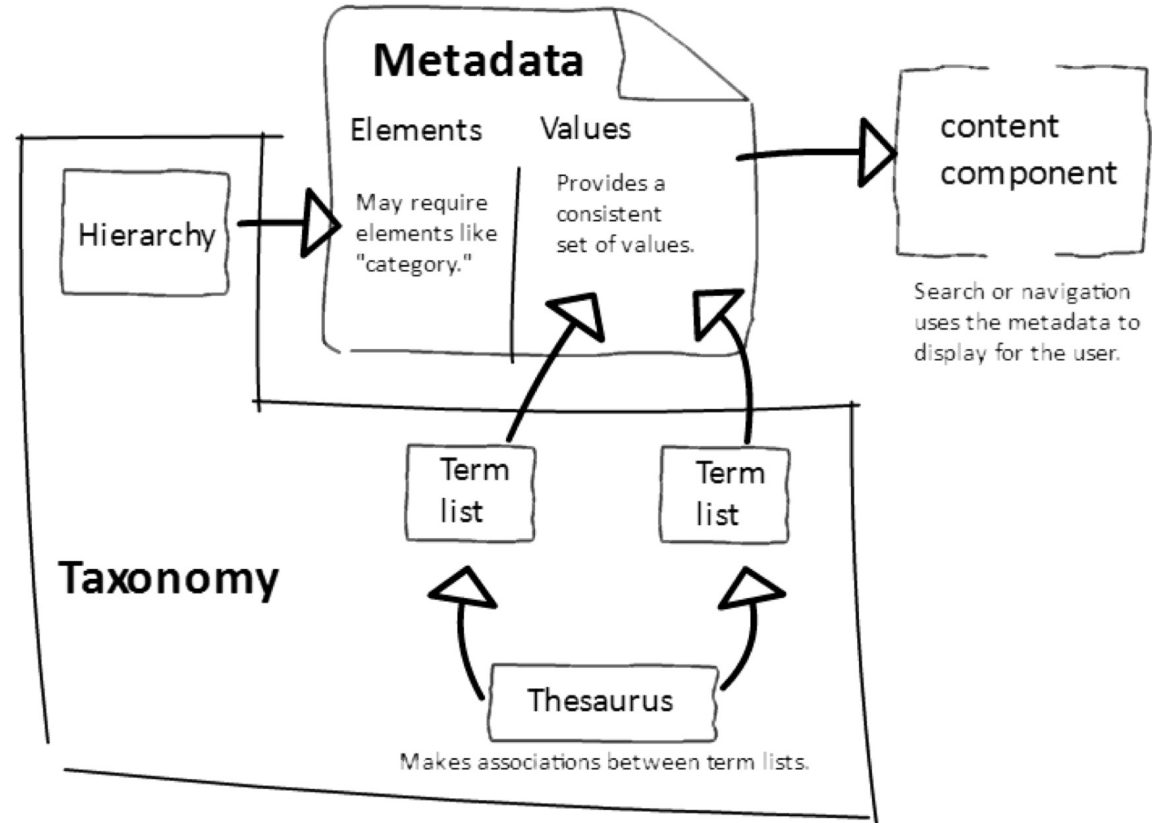 Metadata
Elements
Values
May require
elements like
"category."
Provides a
consistent
set of values.
content
component
Search or navigation
uses the metadata to
display for the user.
Hierarchy
Term
list
Term
list
Taxonomy
Thesaurus
Makes associations between term lists.